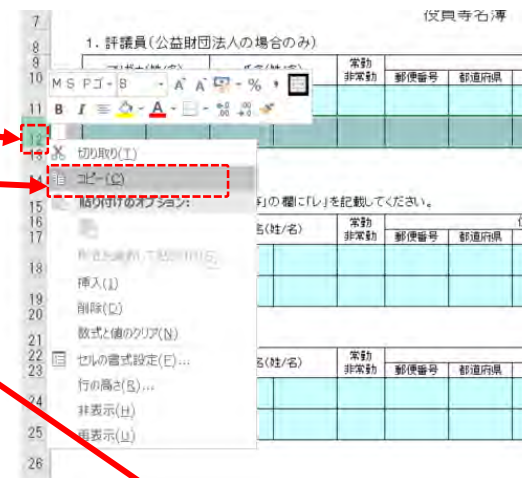 7
役員等名簿
8
1. 評議員(公益財団法人の場合のみ)
9
常勤
10
非常勤 郵便番号 都道府県
MS Pゴ 8 A A % ,
11
B I A
12
13
切り取り(T)
14
コピー(C)
15
貼り付けのオプション: 」の欄に「レ」を記載してください。
16
名(姓/名) 常勤
17
非常勤 郵便番号 都道府県
18
挿入(I)
19
削除(D)
20
数式と値のクリア(N)
21
22
セルの書式設定(F)...
名(姓/名) 常勤
23
非常勤 郵便番号 都道府県
行の高さ(R)...
24
非表示(H)
25
再表示(U)
26